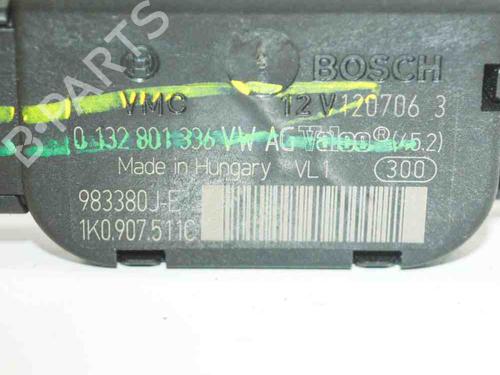 BOSCH
VMC 12V 120706 3
0 132 801 336 VW AG Valeo® (45.2)
Made in Hungary VL1 300
983380J-E
1K0.907.511C
B-PARTS